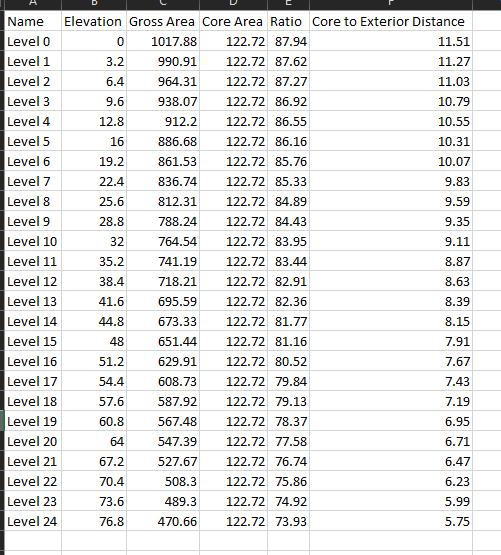 A B C D E F
Name Elevation Gross Area Core Area Ratio Core to Exterior Distance
Level 0 0 1017.88 122.72 87.94 11.51
Level 1 3.2 990.91 122.72 87.62 11.27
Level 2 6.4 964.31 122.72 87.27 11.03
Level 3 9.6 938.07 122.72 86.92 10.79
Level 4 12.8 912.2 122.72 86.55 10.55
Level 5 16 886.68 122.72 86.16 10.31
Level 6 19.2 861.53 122.72 85.76 10.07
Level 7 22.4 836.74 122.72 85.33 9.83
Level 8 25.6 812.31 122.72 84.89 9.59
Level 9 28.8 788.24 122.72 84.43 9.35
Level 10 32 764.54 122.72 83.95 9.11
Level 11 35.2 741.19 122.72 83.44 8.87
Level 12 38.4 718.21 122.72 82.91 8.63
Level 13 41.6 695.59 122.72 82.36 8.39
Level 14 44.8 673.33 122.72 81.77 8.15
Level 15 48 651.44 122.72 81.16 7.91
Level 16 51.2 629.91 122.72 80.52 7.67
Level 17 54.4 608.73 122.72 79.84 7.43
Level 18 57.6 587.92 122.72 79.13 7.19
Level 19 60.8 567.48 122.72 78.37 6.95
Level 20 64 547.39 122.72 77.58 6.71
Level 21 67.2 527.67 122.72 76.74 6.47
Level 22 70.4 508.3 122.72 75.86 6.23
Level 23 73.6 489.3 122.72 74.92 5.99
Level 24 76.8 470.66 122.72 73.93 5.75